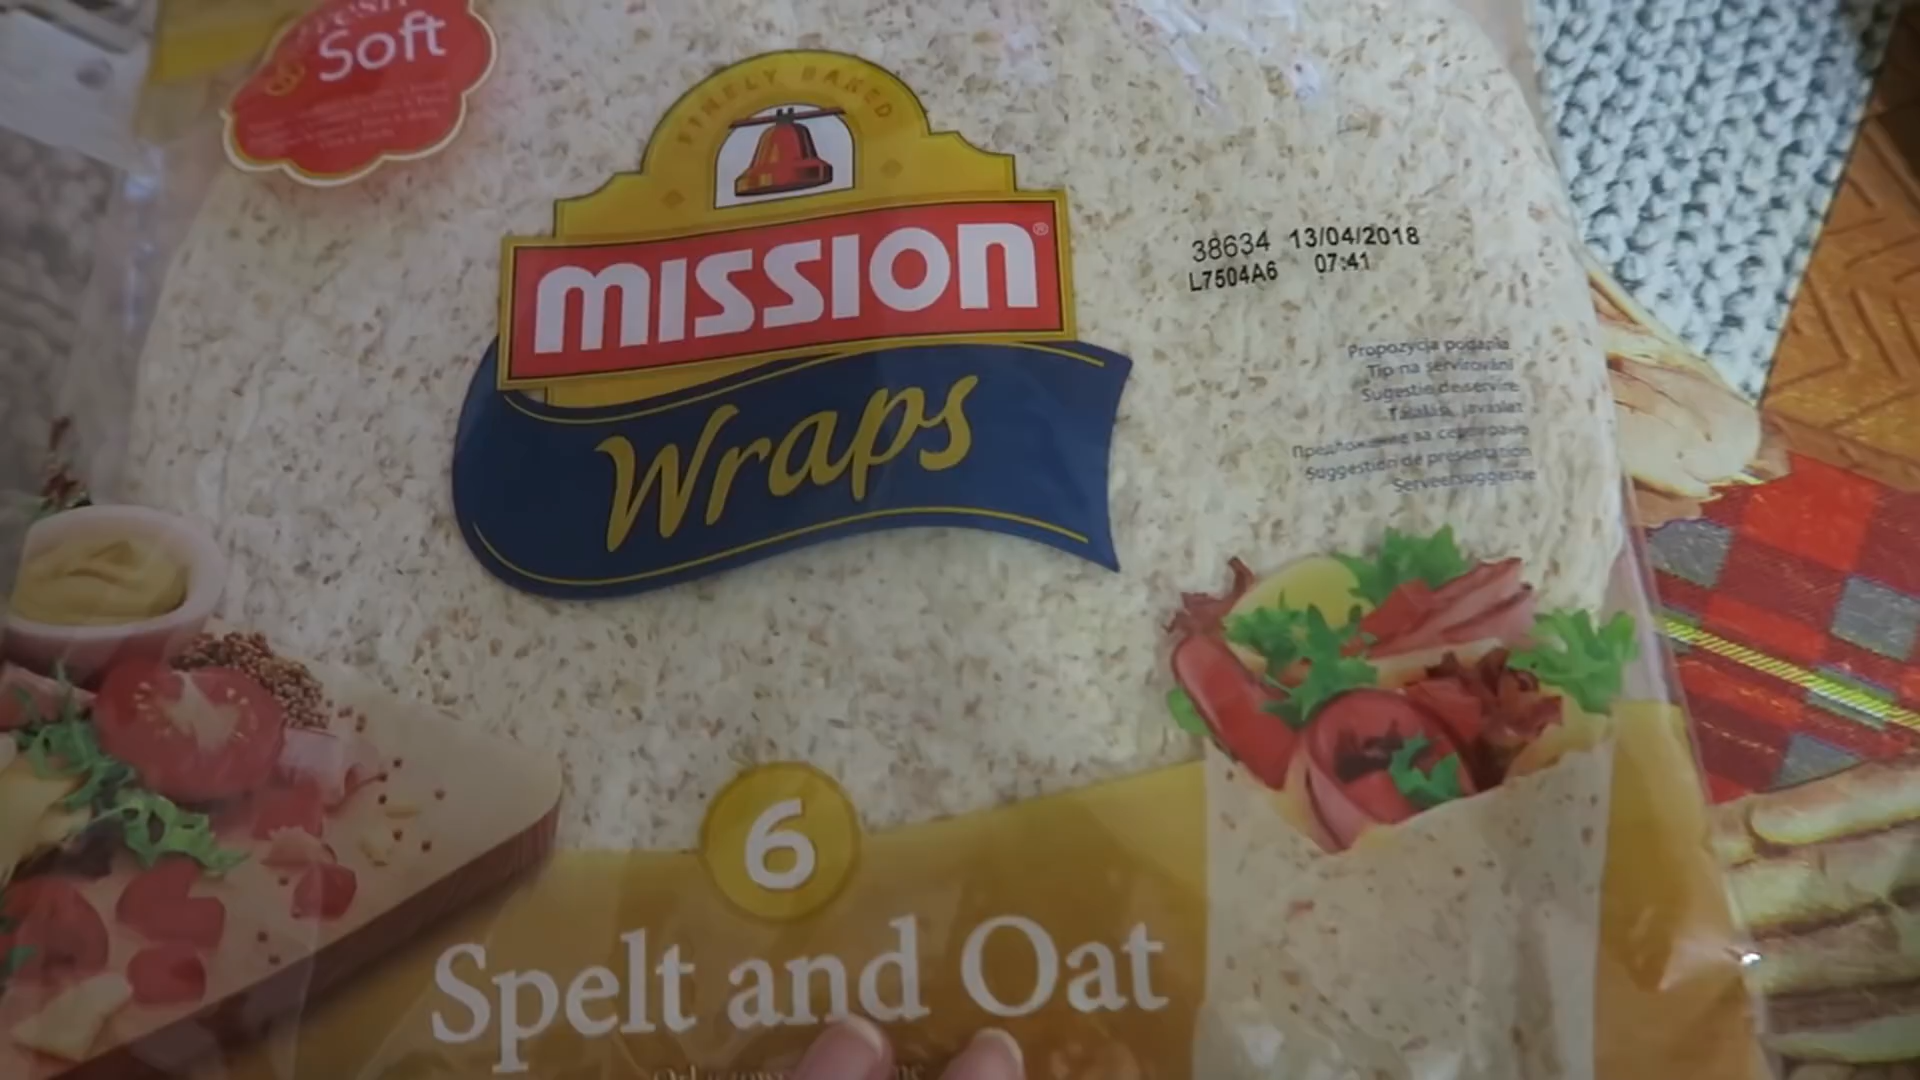 Soft
FINELY BAKED
MISSION®
Wraps
38634 13/04/2018
L7504A6 07:41
Propozycja podania
Tip na servírování
Sugestie de servire
Tálalási javaslat
Предложение за сервиране
Suggestion de présentation
Serveersuggestie
6
Spelt and Oat